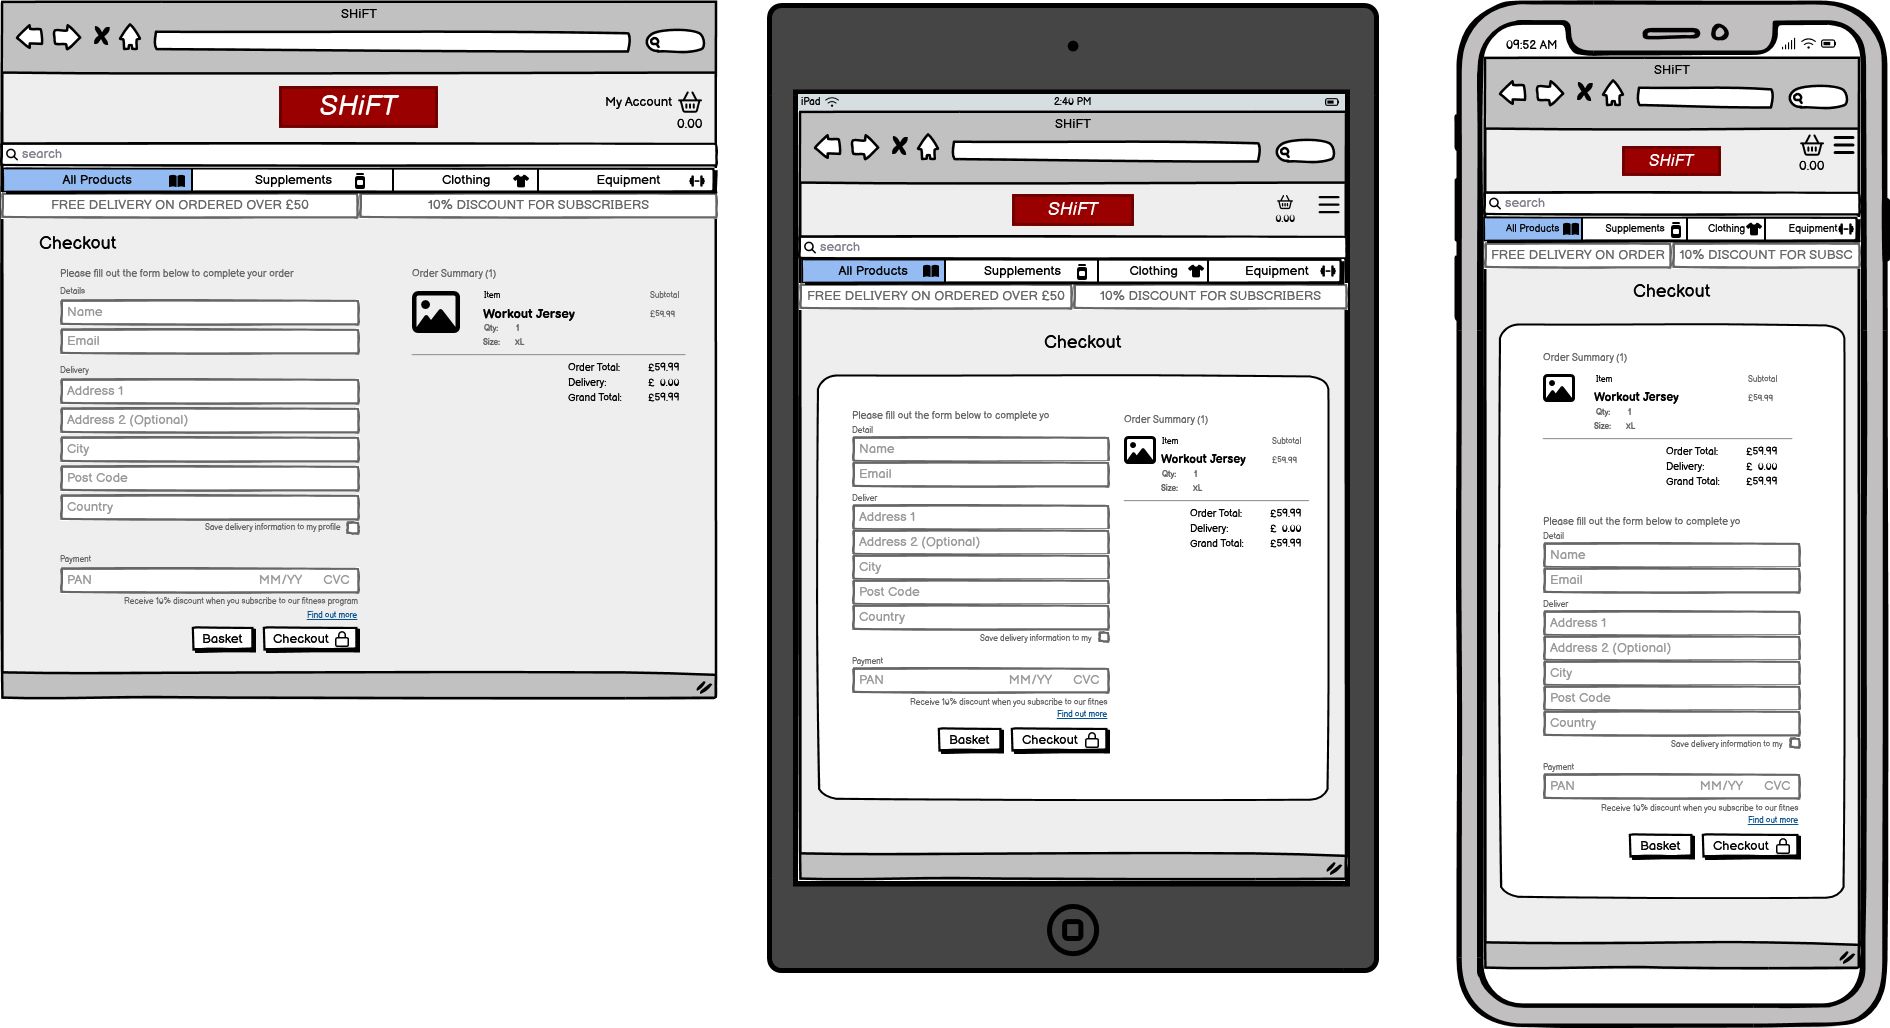 SHiFT
SHiFT
My Account
0.00
search
All Products Supplements Clothing Equipment
FREE DELIVERY ON ORDERED OVER £50 10% DISCOUNT FOR SUBSCRIBERS
Checkout
Please fill out the form below to complete your order
Details
Name
Email
Delivery
Address 1
Address 2 (Optional)
City
Post Code
Country
Save delivery information to my profile
Payment
PAN MM/YY CVC
Receive 10% discount when you subscribe to our fitness program
Find out more
Basket Checkout
Order Summary (1)
Item Subtotal
Workout Jersey £59.99
Qty: 1
Size: XL
Order Total: £59.99
Delivery: £ 0.00
Grand Total: £59.99
iPad 2:40 PM
SHiFT
SHiFT
0.00
search
All Products Supplements Clothing Equipment
FREE DELIVERY ON ORDERED OVER £50 10% DISCOUNT FOR SUBSCRIBERS
Checkout
Please fill out the form below to complete yo
Detail
Name
Email
Deliver
Address 1
Address 2 (Optional)
City
Post Code
Country
Save delivery information to my
Payment
PAN MM/YY CVC
Receive 10% discount when you subscribe to our fitnes
Find out more
Basket Checkout
Order Summary (1)
Item Subtotal
Workout Jersey £59.99
Qty: 1
Size: XL
Order Total: £59.99
Delivery: £ 0.00
Grand Total: £59.99
09:52 AM
SHiFT
SHiFT
0.00
search
All Products Supplements Clothing Equipment
FREE DELIVERY ON ORDER 10% DISCOUNT FOR SUBSC
Checkout
Order Summary (1)
Item Subtotal
Workout Jersey £59.99
Qty: 1
Size: XL
Order Total: £59.99
Delivery: £ 0.00
Grand Total: £59.99
Please fill out the form below to complete yo
Detail
Name
Email
Deliver
Address 1
Address 2 (Optional)
City
Post Code
Country
Save delivery information to my
Payment
PAN MM/YY CVC
Receive 10% discount when you subscribe to our fitnes
Find out more
Basket Checkout